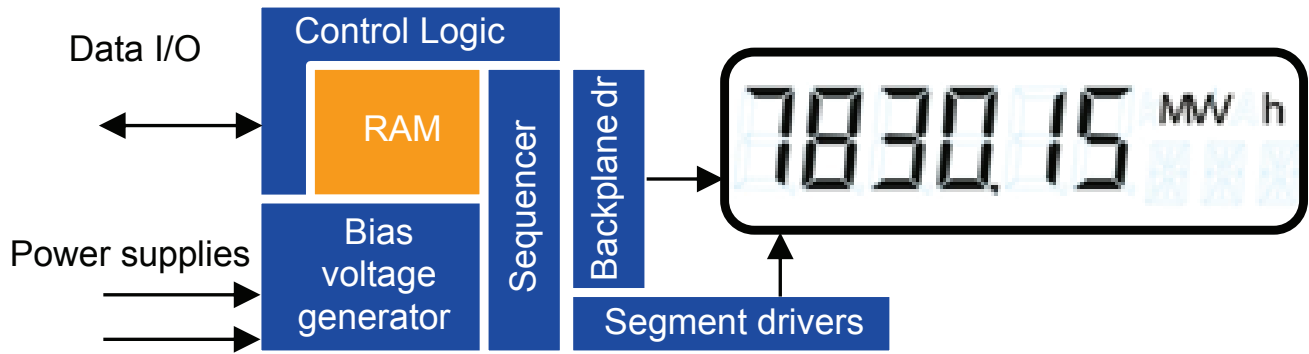 Data I/O
Control Logic
RAM
Sequencer
Backplane dr
7830.15 MW h
Power supplies
Bias
voltage
generator
Segment drivers